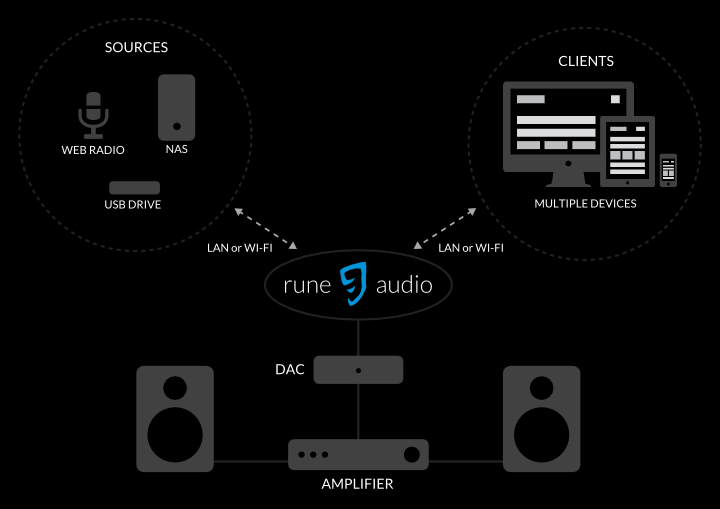 SOURCES
CLIENTS
WEB RADIO
NAS
USB DRIVE
MULTIPLE DEVICES
LAN or WI-FI
LAN or WI-FI
rune audio
DAC
AMPLIFIER